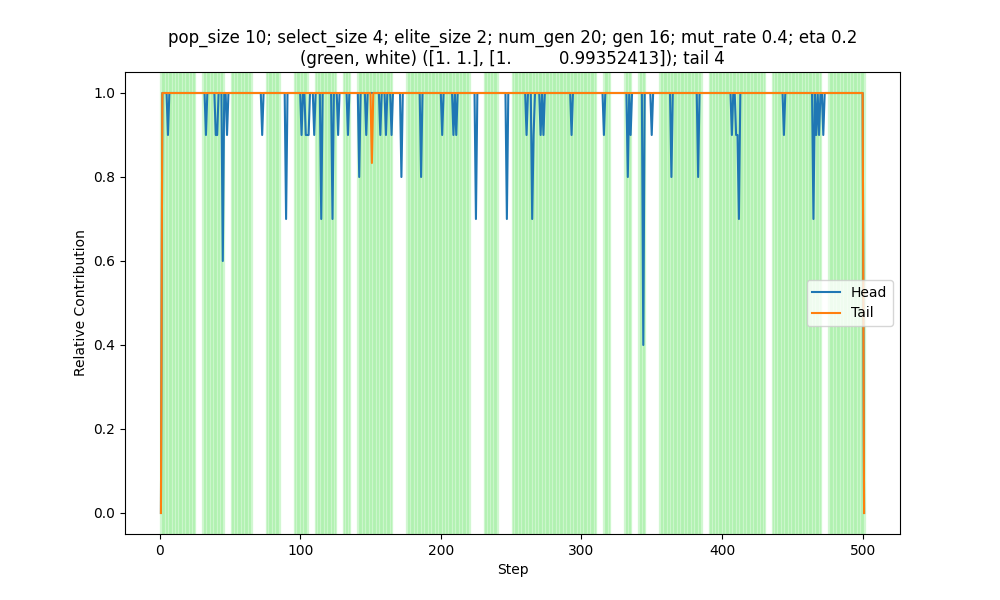 pop_size 10; select_size 4; elite_size 2; num_gen 20; gen 16; mut_rate 0.4; eta 0.2
(green, white) ([1. 1.], [1.          0.99352413]); tail 4
1.0
0.8
0.6
0.4
0.2
0.0
Relative Contribution
Head
Tail
0
100
200
300
400
500
Step